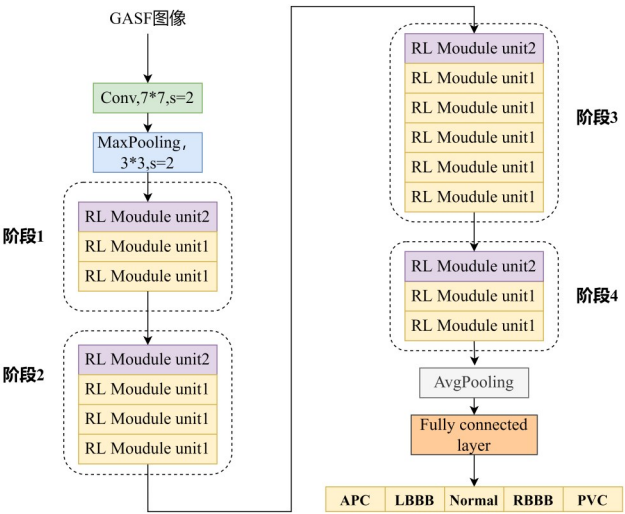 GASF图像
Conv,7*7,s=2
MaxPooling，
3*3,s=2
阶段1
RL Moudule unit2
RL Moudule unit1
RL Moudule unit1
阶段2
RL Moudule unit2
RL Moudule unit1
RL Moudule unit1
RL Moudule unit1
阶段3
RL Moudule unit2
RL Moudule unit1
RL Moudule unit1
RL Moudule unit1
RL Moudule unit1
RL Moudule unit1
阶段4
RL Moudule unit2
RL Moudule unit1
RL Moudule unit1
AvgPooling
Fully connected
layer
APC LBBB Normal RBBB PVC